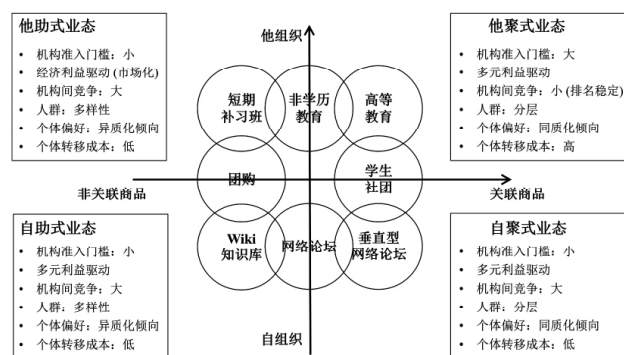 他助式业态
• 机构准入门槛：小
• 经济利益驱动 (市场化)
• 机构间竞争：大
• 人群：多样性
• 个体偏好：异质化倾向
• 个体转移成本：低
他组织
他聚式业态
• 机构准入门槛：大
• 多元利益驱动
• 机构间竞争：小 (排名稳定)
• 人群：分层
• 个体偏好：同质化倾向
• 个体转移成本：高
短期
补习班
非学历
教育
高等
教育
团购
学生
社团
非关联商品
关联商品
Wiki
知识库
网络论坛
垂直型
网络论坛
自助式业态
• 机构准入门槛：小
• 多元利益驱动
• 机构间竞争：大
• 人群：多样性
• 个体偏好：异质化倾向
• 个体转移成本：低
自组织
自聚式业态
• 机构准入门槛：小
• 多元利益驱动
• 机构间竞争：大
• 人群：分层
• 个体偏好：同质化倾向
• 个体转移成本：低